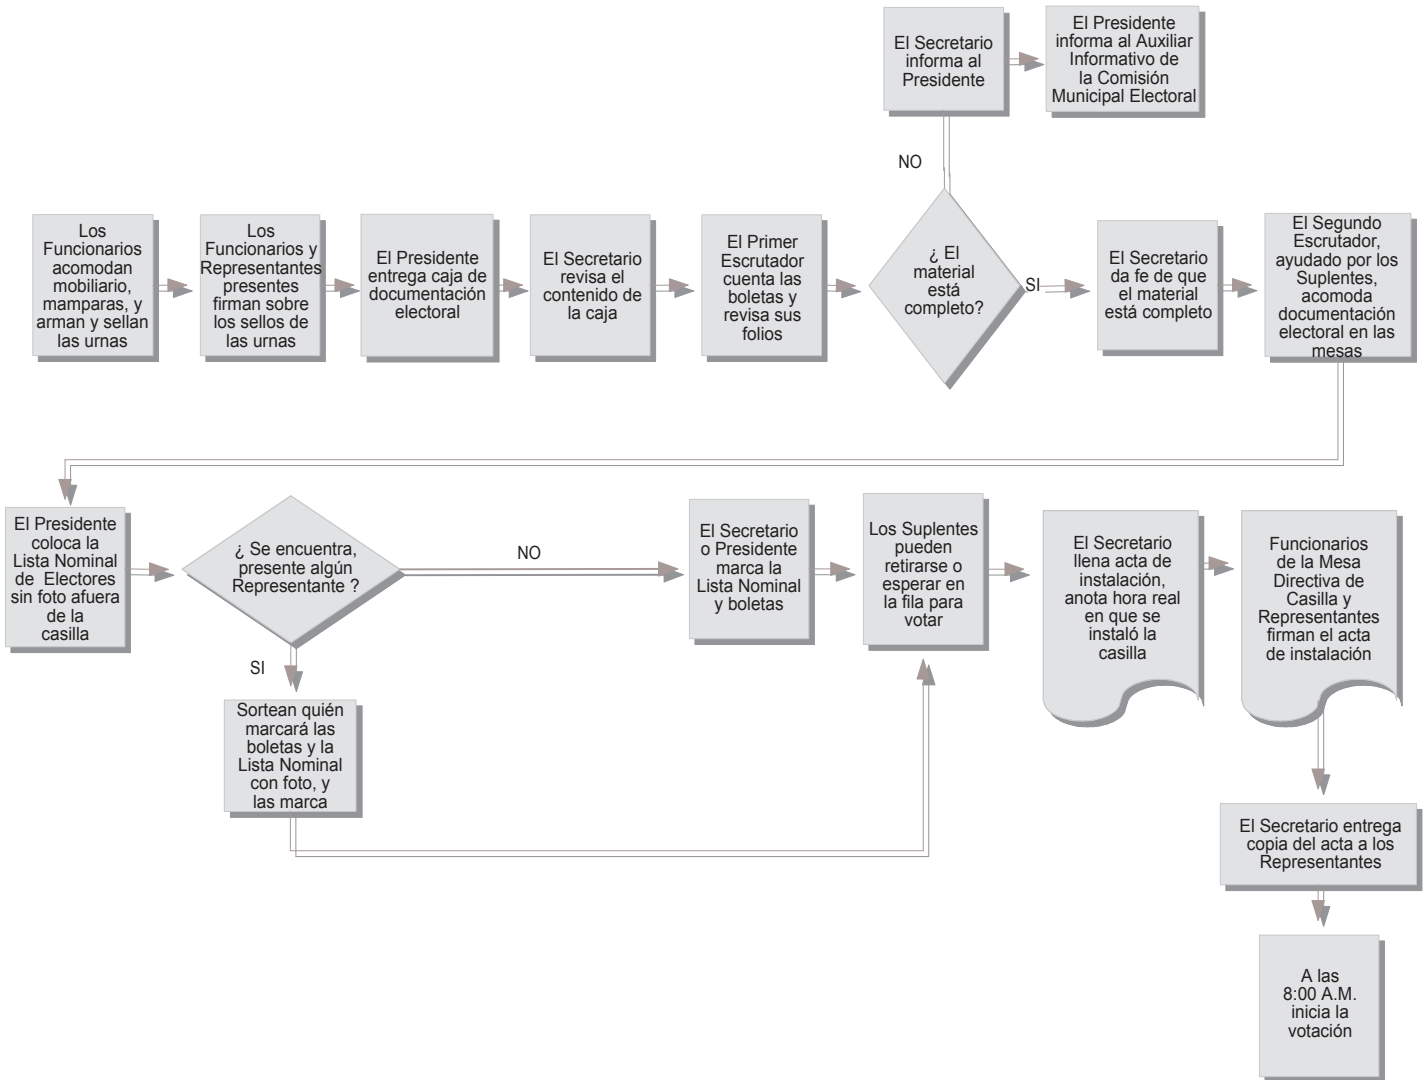 El Secretario
informa al
Presidente
El Presidente
informa al Auxiliar
Informativo de
la Comisión
Municipal Electoral
NO
Los
Funcionarios
acomodan
mobiliario,
mamparas, y
arman y sellan
las urnas
Los
Funcionarios y
Representantes
presentes
firman sobre
los sellos de
las urnas
El Presidente
entrega caja de
documentación
electoral
El Secretario
revisa el
contenido de
la caja
El Primer
Escrutador
cuenta las
boletas y
revisa sus
folios
¿ El
material
está
completo?
SI
El Secretario
da fe de que
el material
está completo
El Segundo
Escrutador,
ayudado por los
Suplentes,
acomoda
documentación
electoral en las
mesas
El Presidente
coloca la
Lista Nominal
de Electores
sin foto afuera
de la
casilla
¿ Se encuentra,
presente algún
Representante ?
NO
SI
Sortean quién
marcará las
boletas y la
Lista Nominal
con foto, y
las marca
El Secretario
o Presidente
marca la
Lista Nominal
y boletas
Los Suplentes
pueden
retirarse o
esperar en
la fila para
votar
El Secretario
llena acta de
instalación,
anota hora real
en que se
instaló la
casilla
Funcionarios
de la Mesa
Directiva de
Casilla y
Representantes
firman el acta
de instalación
El Secretario entrega
copia del acta a los
Representantes
A las
8:00 A.M.
inicia la
votación